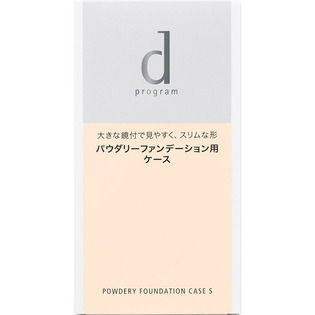 d
program
大きな鏡付で見やすく、スリムな形
パウダリーファンデーション用
ケース
POWDERY FOUNDATION CASE S